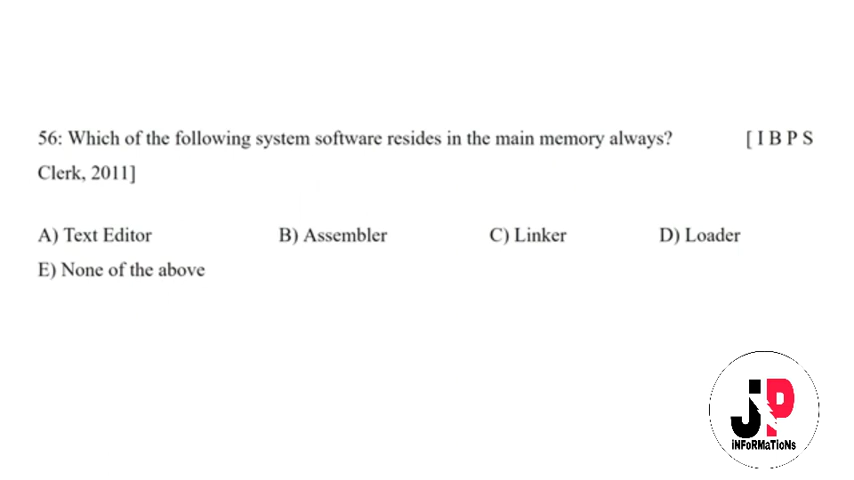 56: Which of the following system software resides in the main memory always? [ I B P S
Clerk, 2011]
A) Text Editor B) Assembler C) Linker D) Loader
E) None of the above
JP
iNFoRMaTioNs